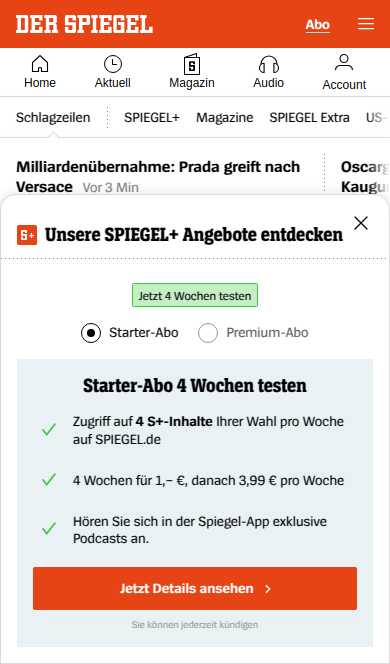 DER SPIEGEL
Abo
Home
Aktuell
Magazin
Audio
Account
Schlagzeilen
SPIEGEL+
Magazine
SPIEGEL Extra
US-
Milliardenübernahme: Prada greift nach
Versace Vor 3 Min
Oscarg
Kaugu
S+ Unsere SPIEGEL+ Angebote entdecken
Jetzt 4 Wochen testen
Starter-Abo
Premium-Abo
Starter-Abo 4 Wochen testen
Zugriff auf 4 S+-Inhalte Ihrer Wahl pro Woche
auf SPIEGEL.de
4 Wochen für 1,– €, danach 3,99 € pro Woche
Hören Sie sich in der Spiegel-App exklusive
Podcasts an.
Jetzt Details ansehen
Sie können jederzeit kündigen